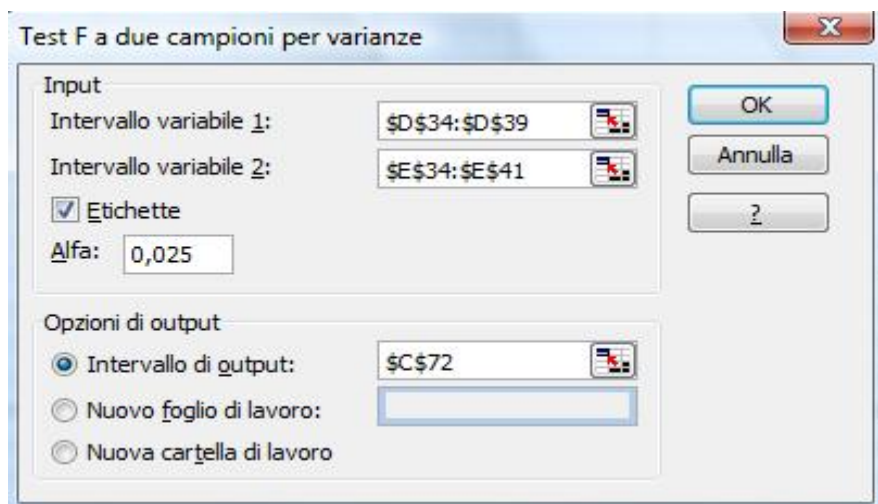 Test F a due campioni per varianze
Input
Intervallo variabile 1: $D$34:$D$39
Intervallo variabile 2: $E$34:$E$41
Etichette
Alfa: 0,025
OK
Annulla
?
Opzioni di output
Intervallo di output: $C$72
Nuovo foglio di lavoro:
Nuova cartella di lavoro